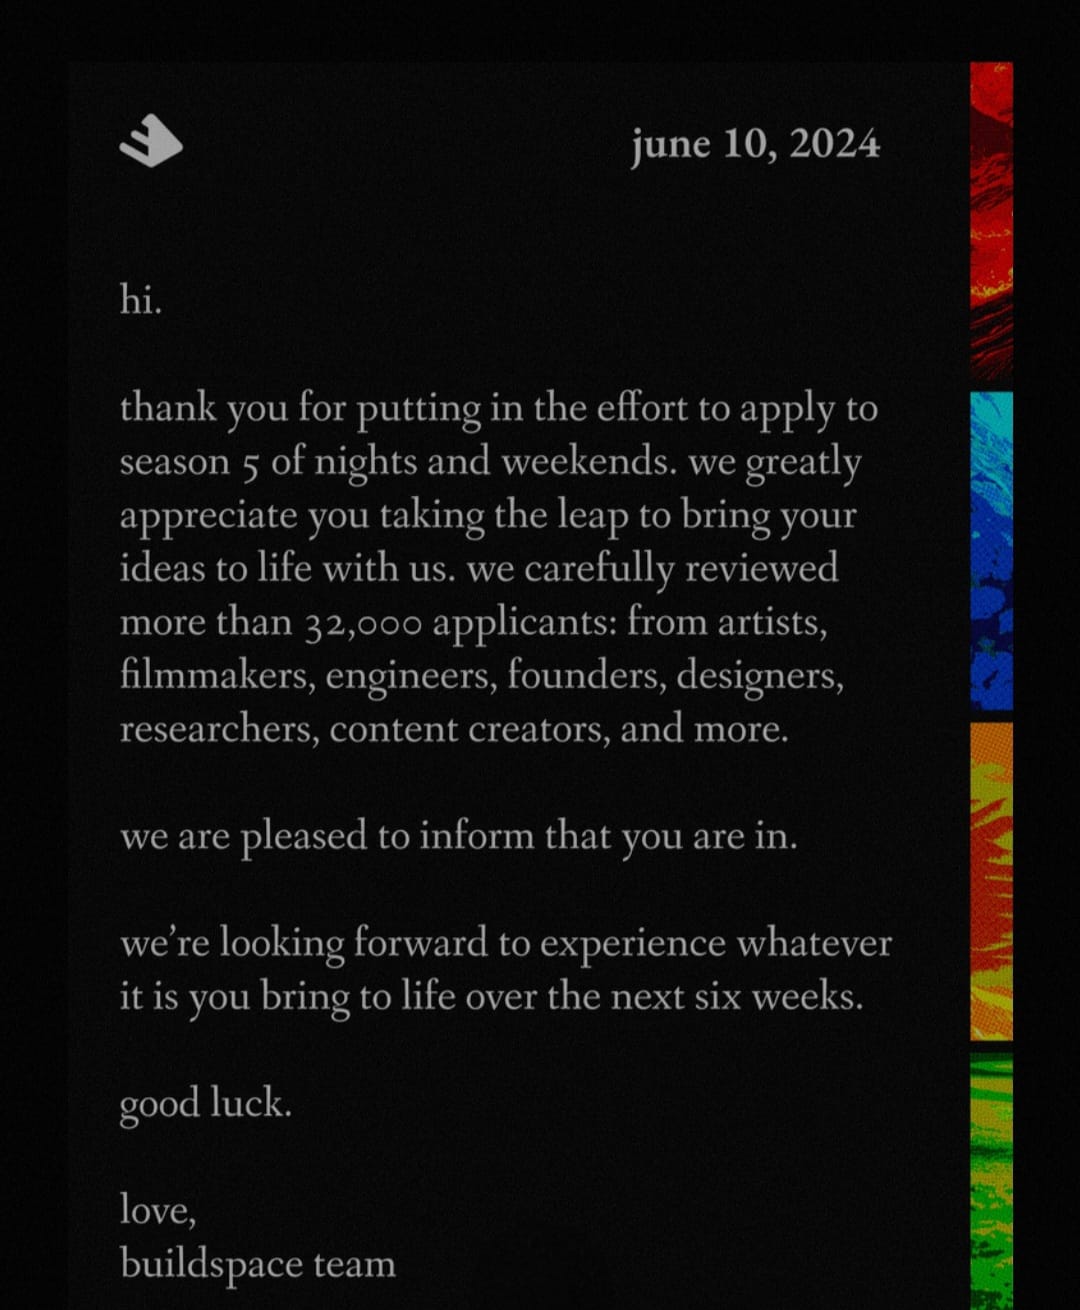 june 10, 2024
hi.
thank you for putting in the effort to apply to
season 5 of nights and weekends. we greatly
appreciate you taking the leap to bring your
ideas to life with us. we carefully reviewed
more than 32,000 applicants: from artists,
filmmakers, engineers, founders, designers,
researchers, content creators, and more.
we are pleased to inform that you are in.
we’re looking forward to experience whatever
it is you bring to life over the next six weeks.
good luck.
love,
buildspace team